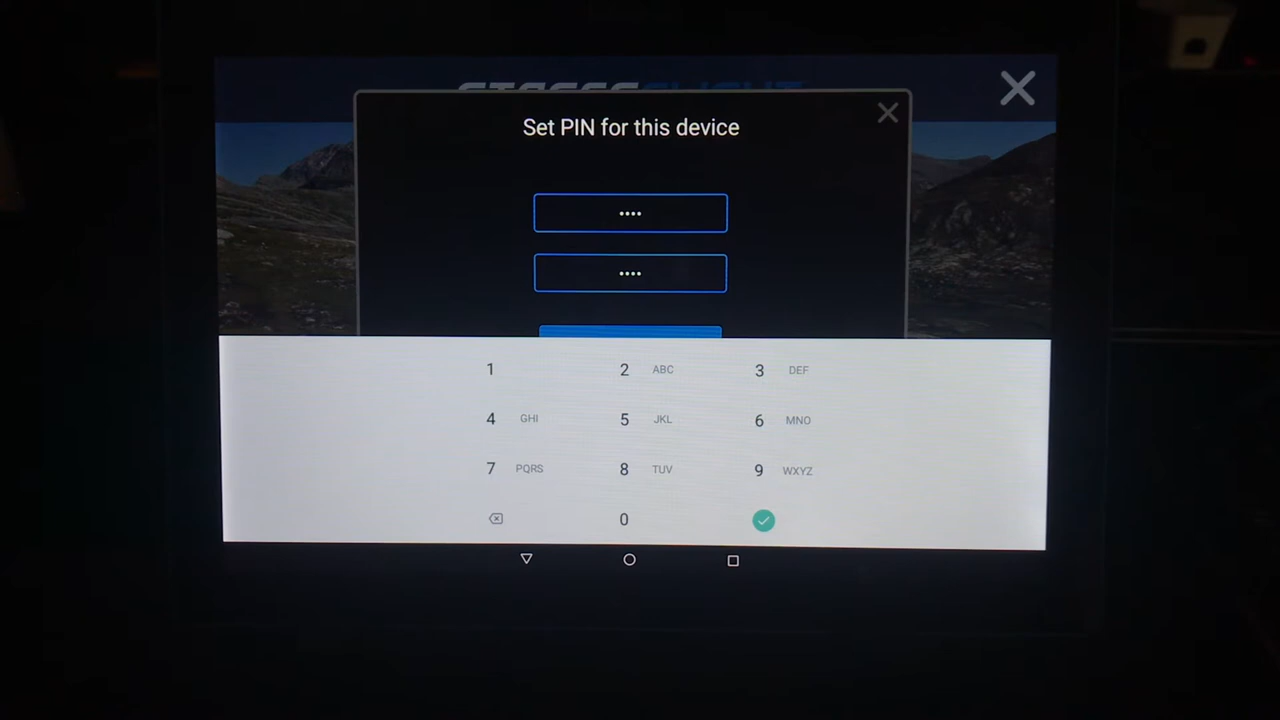 Set PIN for this device
••••
••••
1 2 ABC 3 DEF
4 GHI 5 JKL 6 MNO
7 PQRS 8 TUV 9 WXYZ
0